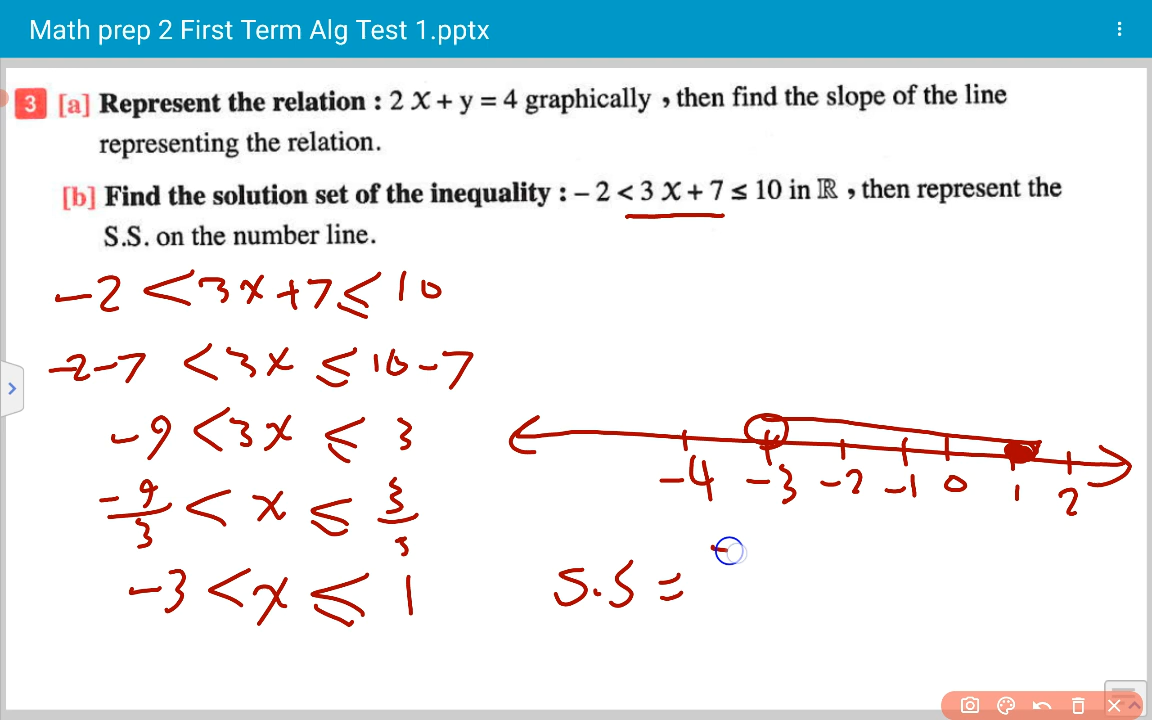 Math prep 2 First Term Alg Test 1.pptx
3 [a] Represent the relation : 2 X + y = 4 graphically , then find the slope of the line
representing the relation.
[b] Find the solution set of the inequality : – 2 < 3 X + 7 ≤ 10 in ℝ , then represent the
S.S. on the number line.
-2 < 3x +7 ≤ 10
-2-7 < 3x ≤ 10 -7
-9 < 3x ≤ 3
-9/3 < x ≤ 3/3
-3 < x ≤ 1
-4 -3 -2 -1 0 1 2
S.S =